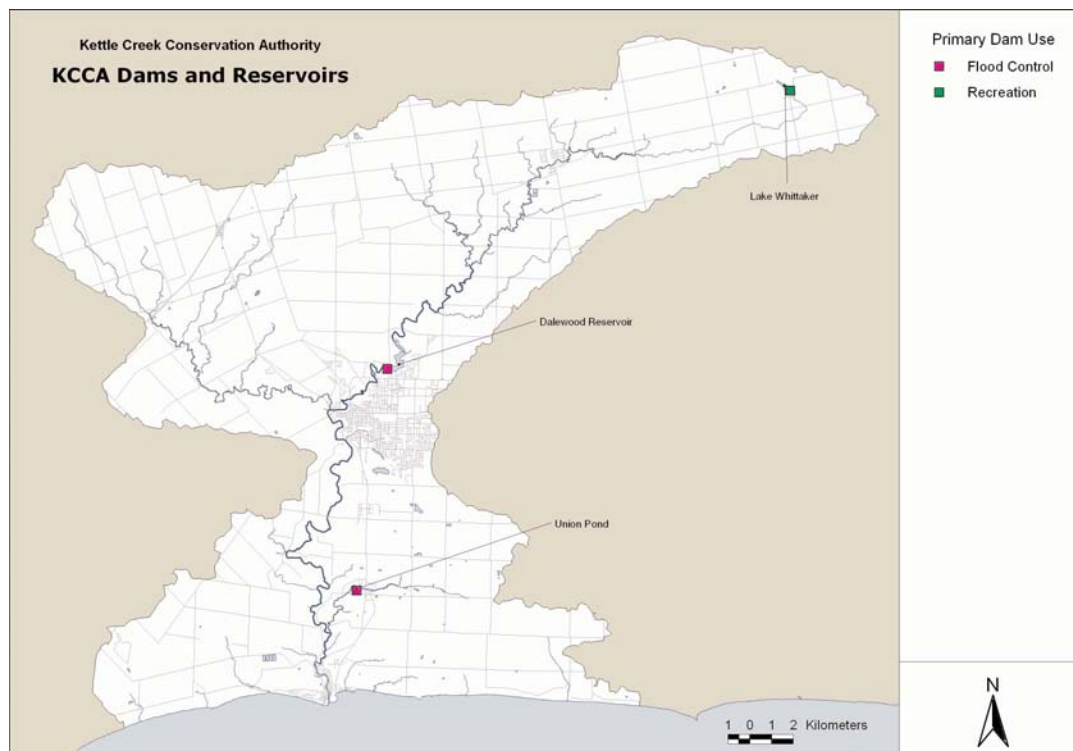 Kettle Creek Conservation Authority
KCCA Dams and Reservoirs
Primary Dam Use
Flood Control
Recreation
Lake Whittaker
Dalewood Reservoir
Union Pond
1 0 1 2 Kilometers
N